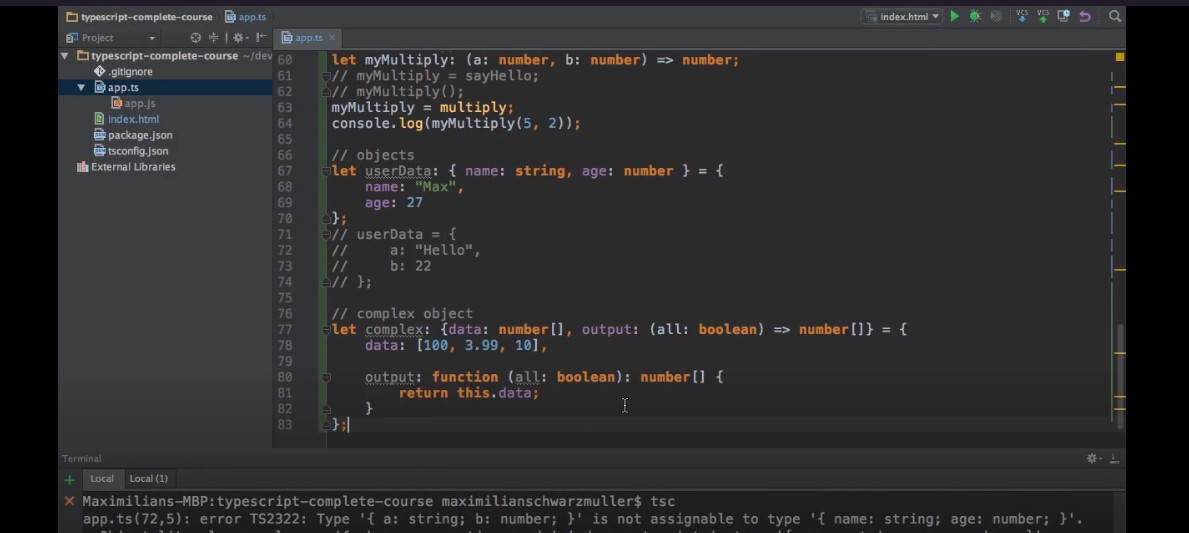 typescript-complete-course app.ts index.html VCS VCS
Project app.ts
typescript-complete-course ~/dev
.gitignore
app.ts
app.js
index.html
package.json
tsconfig.json
External Libraries
60 let myMultiply: (a: number, b: number) => number;
61 // myMultiply = sayHello;
62 // myMultiply();
63 myMultiply = multiply;
64 console.log(myMultiply(5, 2));
65
66 // objects
67 let userData: { name: string, age: number } = {
68 name: "Max",
69 age: 27
70 };
71 // userData = {
72 // a: "Hello",
73 // b: 22
74 // };
75
76 // complex object
77 let complex: {data: number[], output: (all: boolean) => number[]} = {
78 data: [100, 3.99, 10],
79
80 output: function (all: boolean): number[] {
81 return this.data;
82 }
83 };
Terminal
Local Local (1)
Maximilians-MBP:typescript-complete-course maximilianschwarzmuller$ tsc
app.ts(72,5): error TS2322: Type '{ a: string; b: number; }' is not assignable to type '{ name: string; age: number; }'.